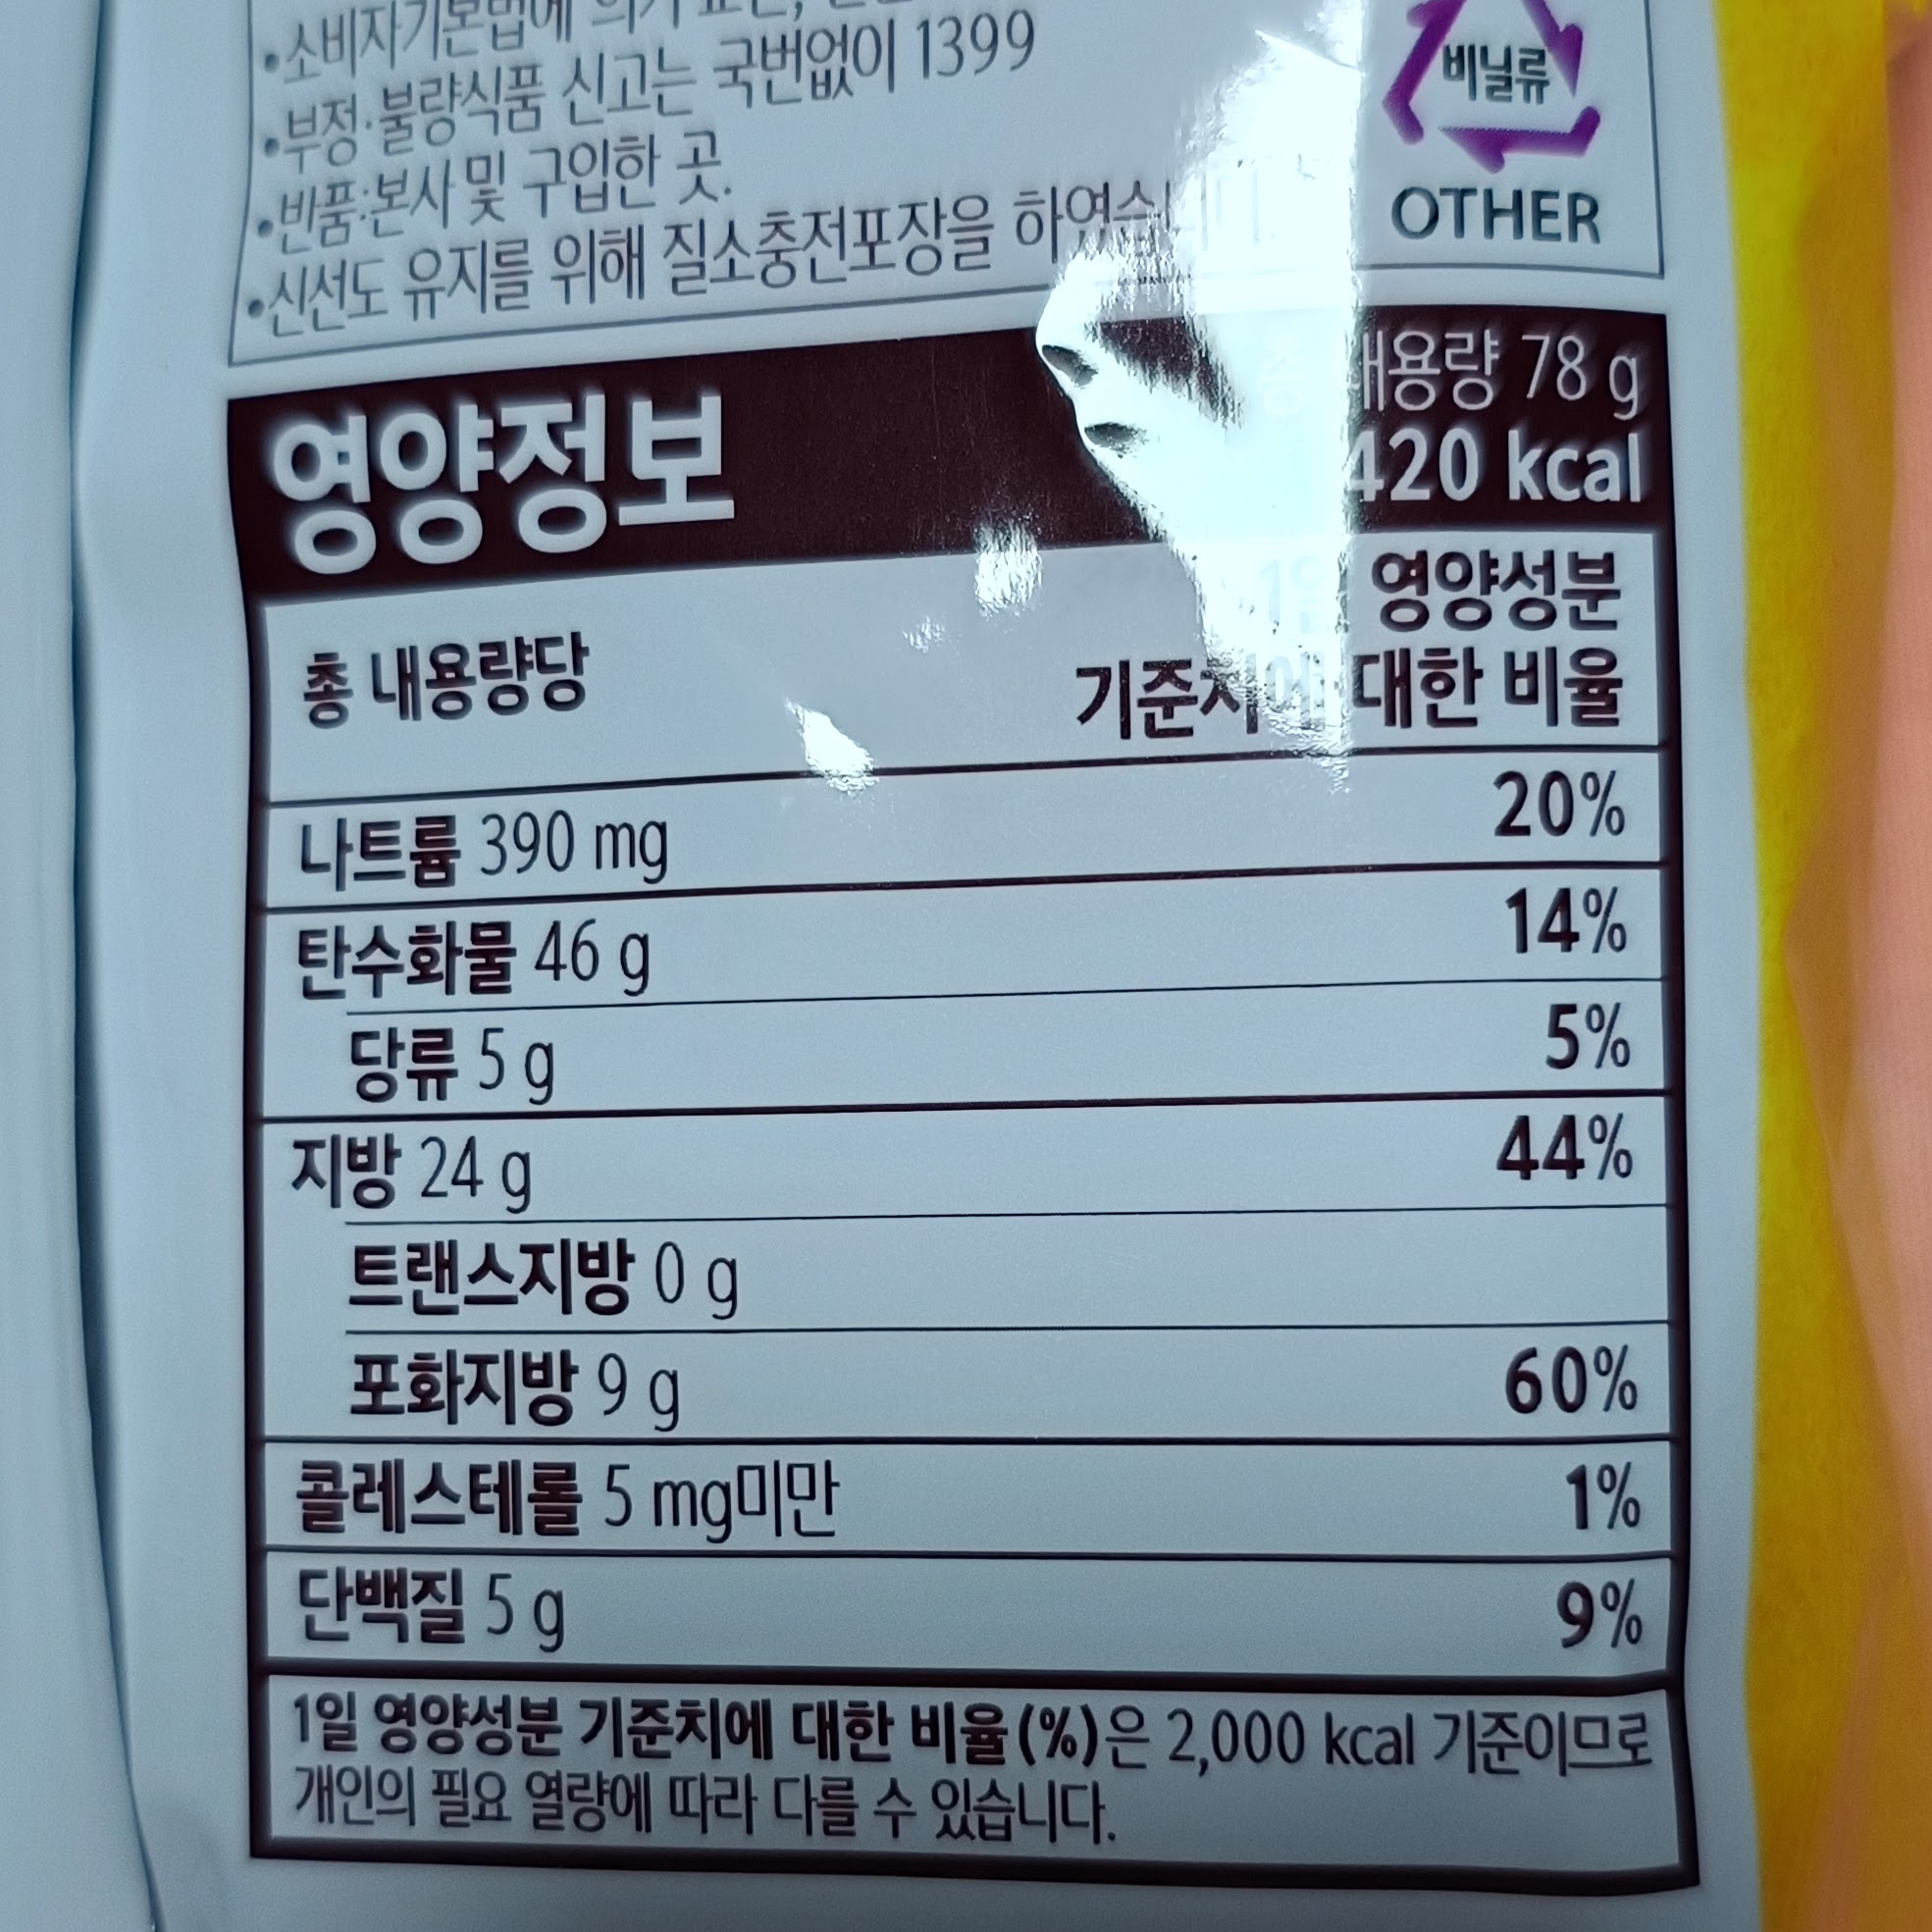 •소비자기본법에
•부정·불량식품 신고는 국번없이 1399
•반품:본사 및 구입한 곳.
•신선도 유지를 위해 질소충전포장을 하였습니다.
비닐류
OTHER
영양정보
총 내용량 78 g
420 kcal
총 내용량당
1일 영양성분
기준치에 대한 비율
나트륨 390 mg 20%
탄수화물 46 g 14%
당류 5 g 5%
지방 24 g 44%
트랜스지방 0 g
포화지방 9 g 60%
콜레스테롤 5 mg미만 1%
단백질 5 g 9%
1일 영양성분 기준치에 대한 비율(%)은 2,000 kcal 기준이므로
개인의 필요 열량에 따라 다를 수 있습니다.